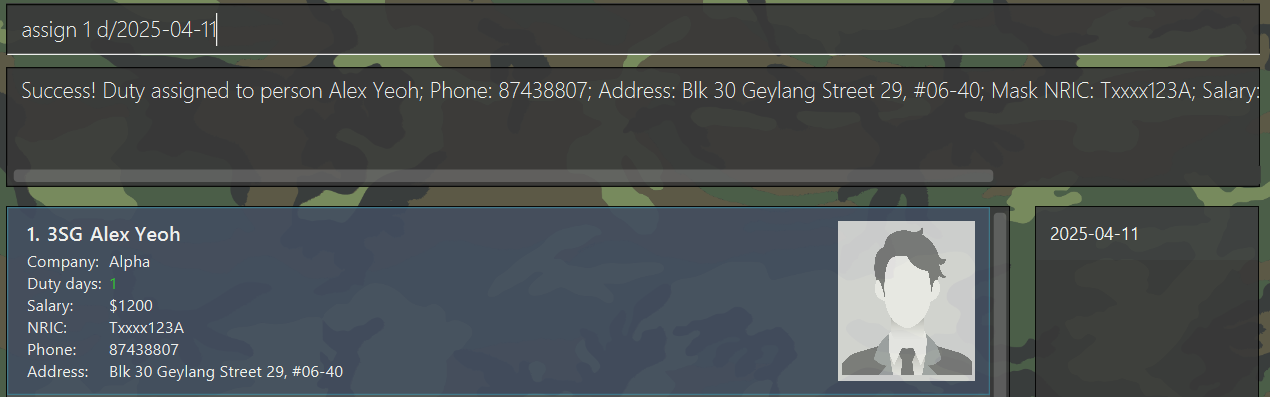 assign 1 d/2025-04-11
Success! Duty assigned to person Alex Yeoh; Phone: 87438807; Address: Blk 30 Geylang Street 29, #06-40; Mask NRIC: Txxxx123A; Salary:
1. 3SG Alex Yeoh
Company: Alpha
Duty days: 1
Salary: $1200
NRIC: Txxxx123A
Phone: 87438807
Address: Blk 30 Geylang Street 29, #06-40
2025-04-11